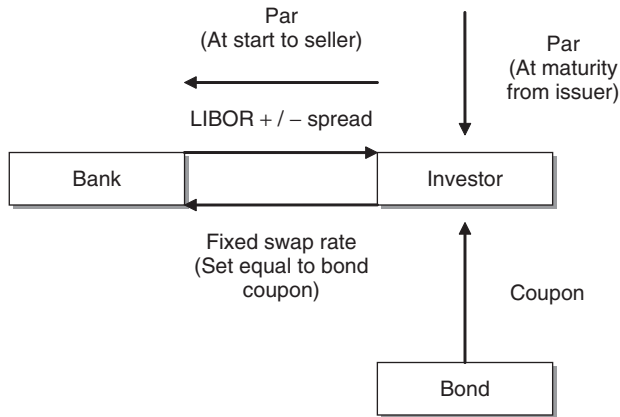 Par
(At start to seller)
Par
(At maturity
from issuer)
LIBOR + / − spread
Bank
Investor
Fixed swap rate
(Set equal to bond
coupon)
Coupon
Bond